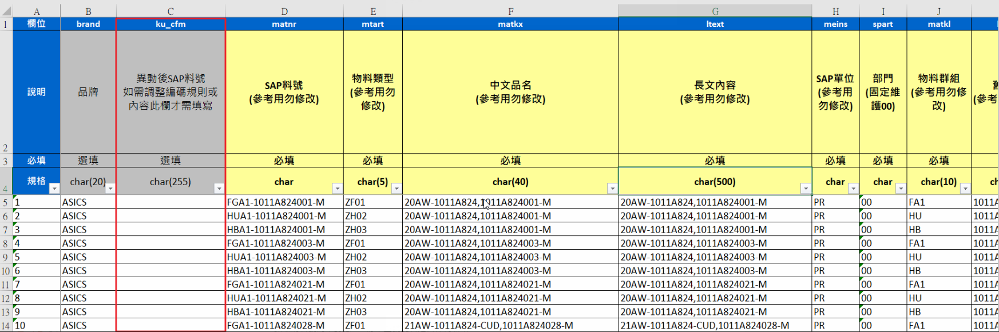 A B C D E F G H I J
1 欄位 brand ku_cfm matnr mtart matkx ltext meins spart matkl
2 說明 品牌 異動後SAP料號
如需調整編碼規則或
內容此欄才需填寫 SAP料號
(參考用勿修改) 物料類型
(參考用勿
修改) 中文品名
(參考用勿修改) 長文內容
(參考用勿修改) SAP單位
(參考用
勿修改) 部門
(固定維
護00) 物料群組
(參考用勿修
改) (參考
3 必填 選填 選填 必填 必填 必填 必填 必填 必填 必填
4 規格 char(20) char(255) char char(5) char(40) char(500) char char char(10) ch
5 1 ASICS FGA1-1011A824001-M ZF01 20AW-1011A824,1011A824001-M 20AW-1011A824,1011A824001-M PR 00 FA1 1011A
6 2 ASICS HUA1-1011A824001-M ZH02 20AW-1011A824,1011A824001-M 20AW-1011A824,1011A824001-M PR 00 HU 1011A
7 3 ASICS HBA1-1011A824001-M ZH03 20AW-1011A824,1011A824001-M 20AW-1011A824,1011A824001-M PR 00 HB 1011A
8 4 ASICS FGA1-1011A824003-M ZF01 20AW-1011A824,1011A824003-M 20AW-1011A824,1011A824003-M PR 00 FA1 1011A
9 5 ASICS HUA1-1011A824003-M ZH02 20AW-1011A824,1011A824003-M 20AW-1011A824,1011A824003-M PR 00 HU 1011A
10 6 ASICS HBA1-1011A824003-M ZH03 20AW-1011A824,1011A824003-M 20AW-1011A824,1011A824003-M PR 00 HB 1011A
11 7 ASICS FGA1-1011A824021-M ZF01 20AW-1011A824,1011A824021-M 20AW-1011A824,1011A824021-M PR 00 FA1 1011A
12 8 ASICS HUA1-1011A824021-M ZH02 20AW-1011A824,1011A824021-M 20AW-1011A824,1011A824021-M PR 00 HU 1011A
13 9 ASICS HBA1-1011A824021-M ZH03 20AW-1011A824,1011A824021-M 20AW-1011A824,1011A824021-M PR 00 HB 1011A
14 10 ASICS FGA1-1011A824028-M ZF01 21AW-1011A824-CUD,1011A824028-M 21AW-1011A824-CUD,1011A824028-M PR 00 FA1 1011A